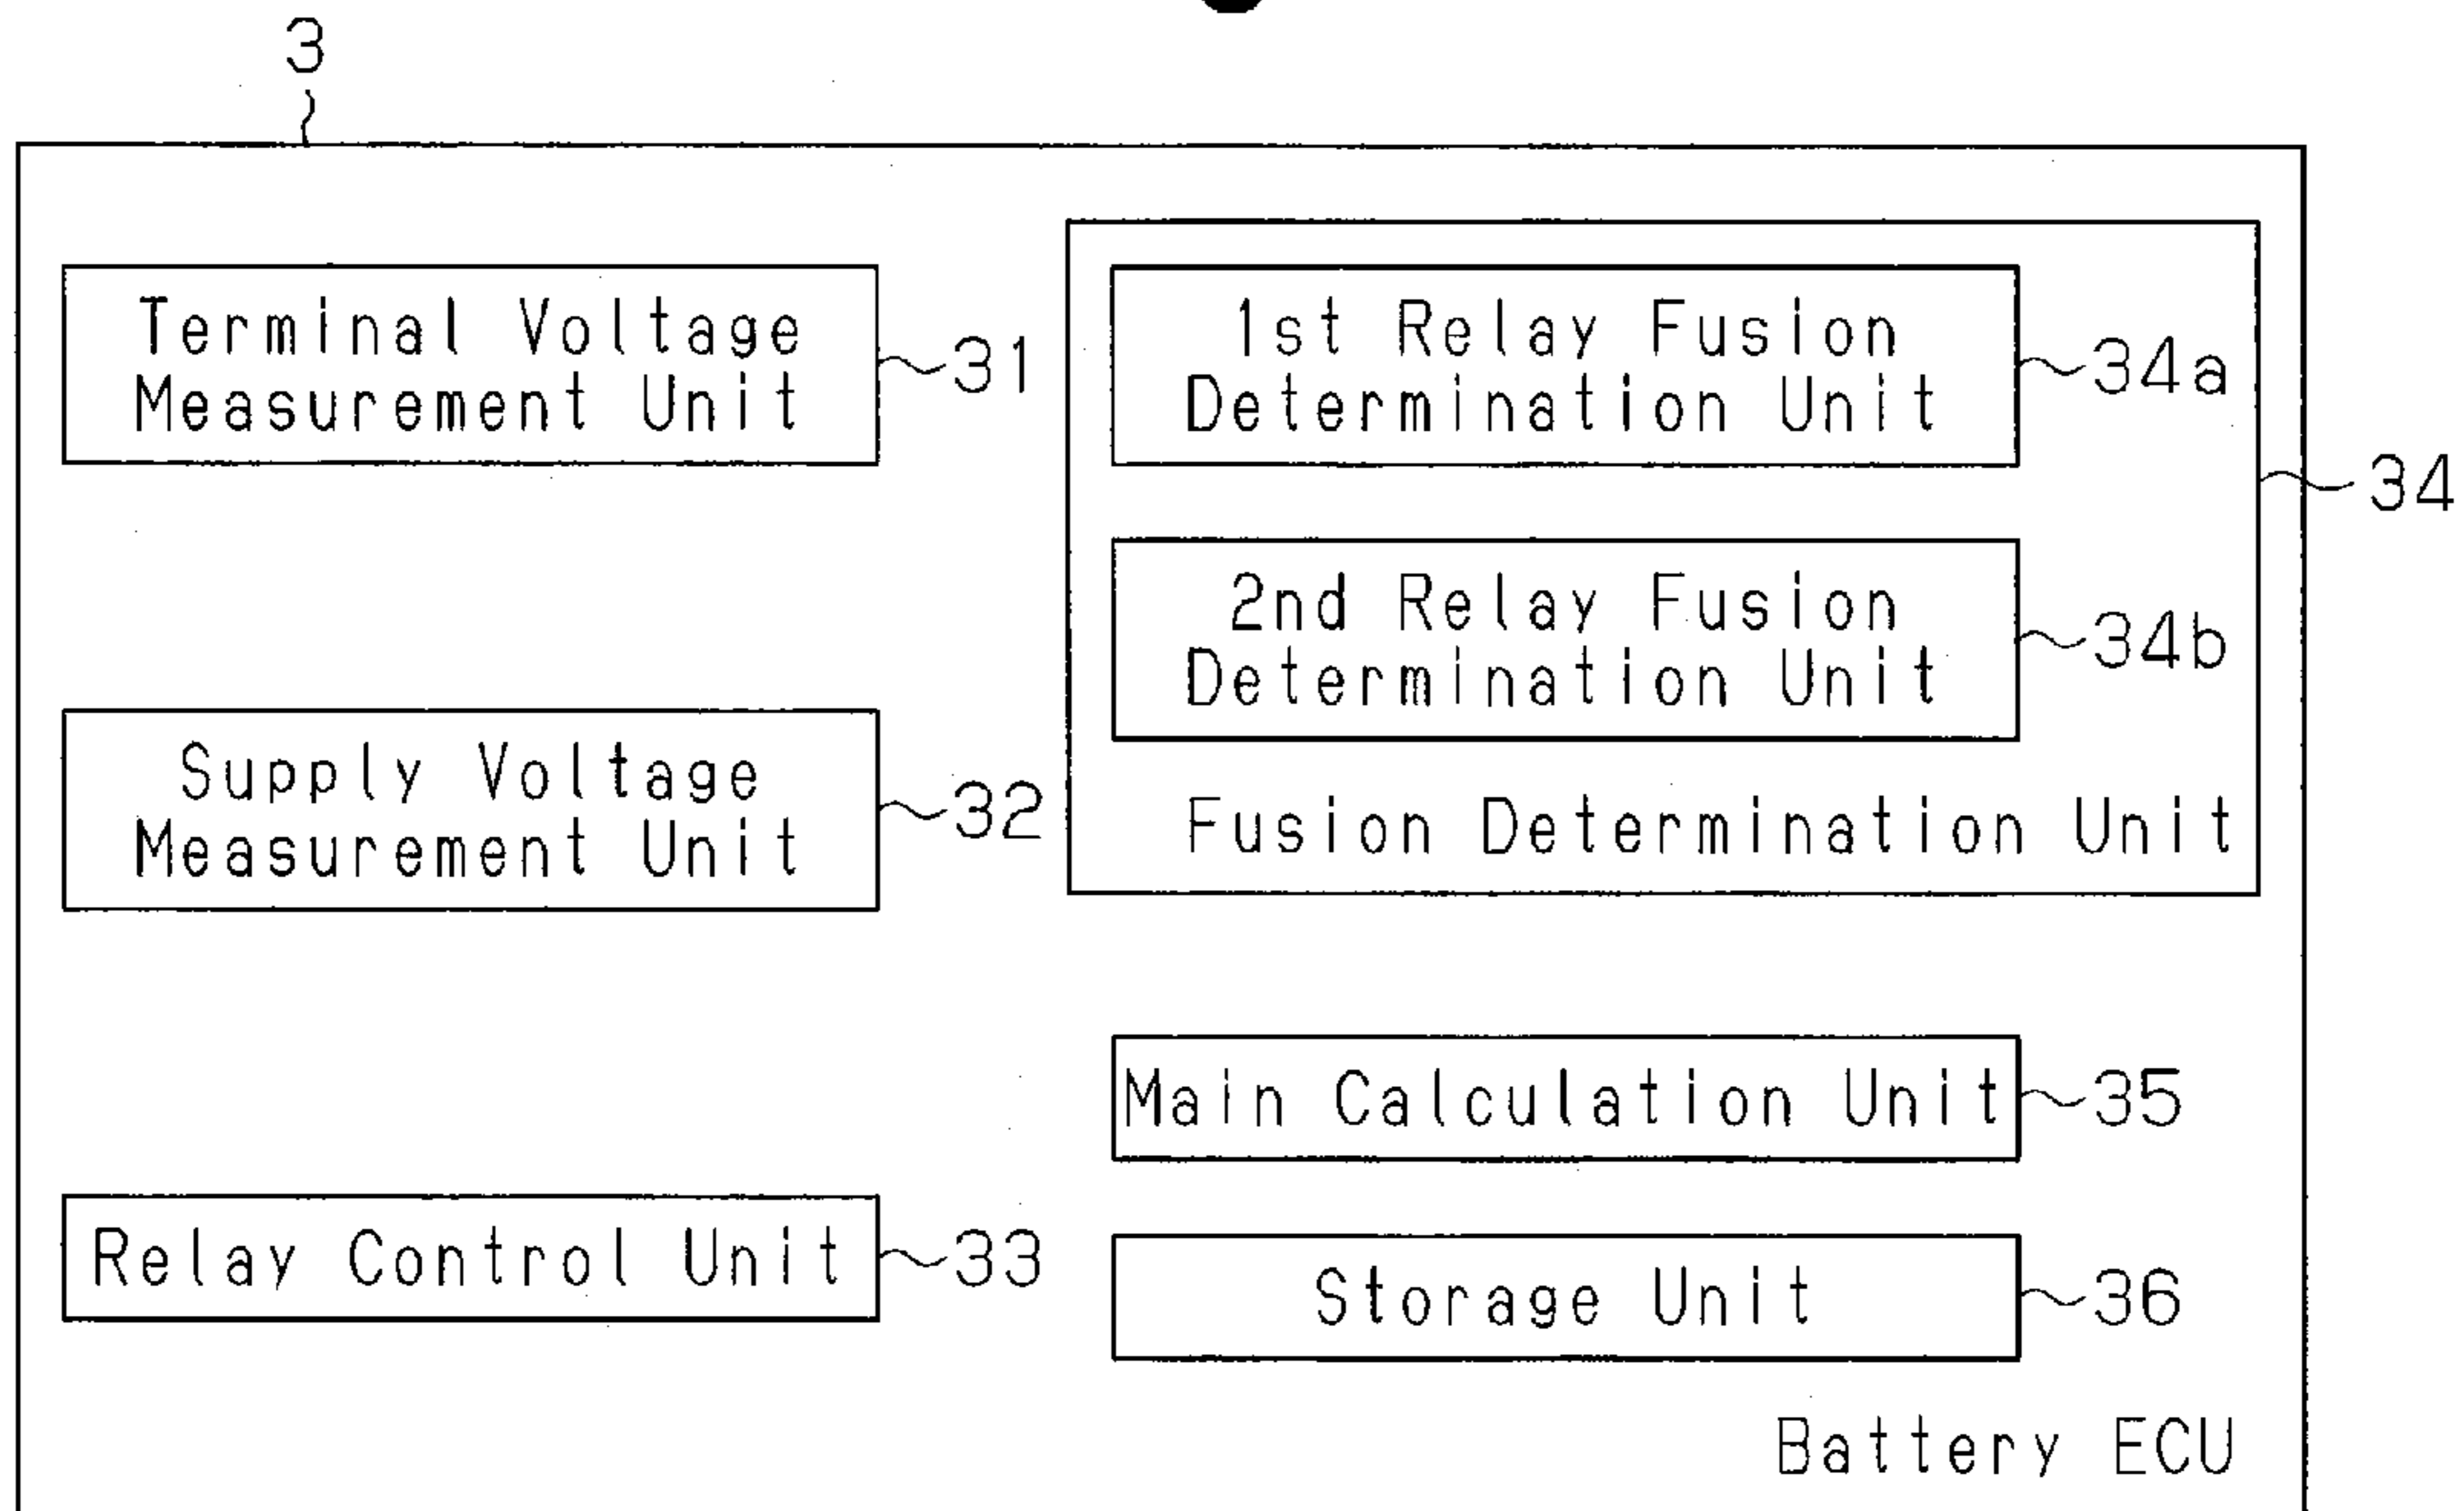 3
Terminal Voltage
Measurement Unit
31
Supply Voltage
Measurement Unit
32
Relay Control Unit
33
1st Relay Fusion
Determination Unit
34a
2nd Relay Fusion
Determination Unit
34b
Fusion Determination Unit
34
Main Calculation Unit
35
Storage Unit
36
Battery ECU